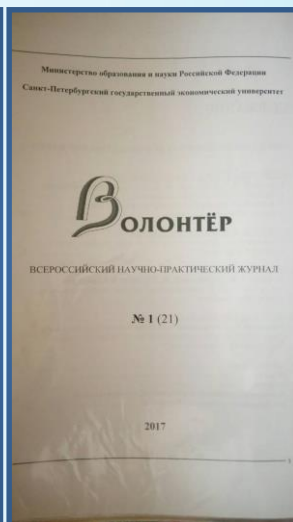 Министерство образования и науки Российской Федерации
Санкт-Петербургский государственный экономический университет
ВОЛОНТЁР
ВСЕРОССИЙСКИЙ НАУЧНО-ПРАКТИЧЕСКИЙ ЖУРНАЛ
№ 1 (21)
2017